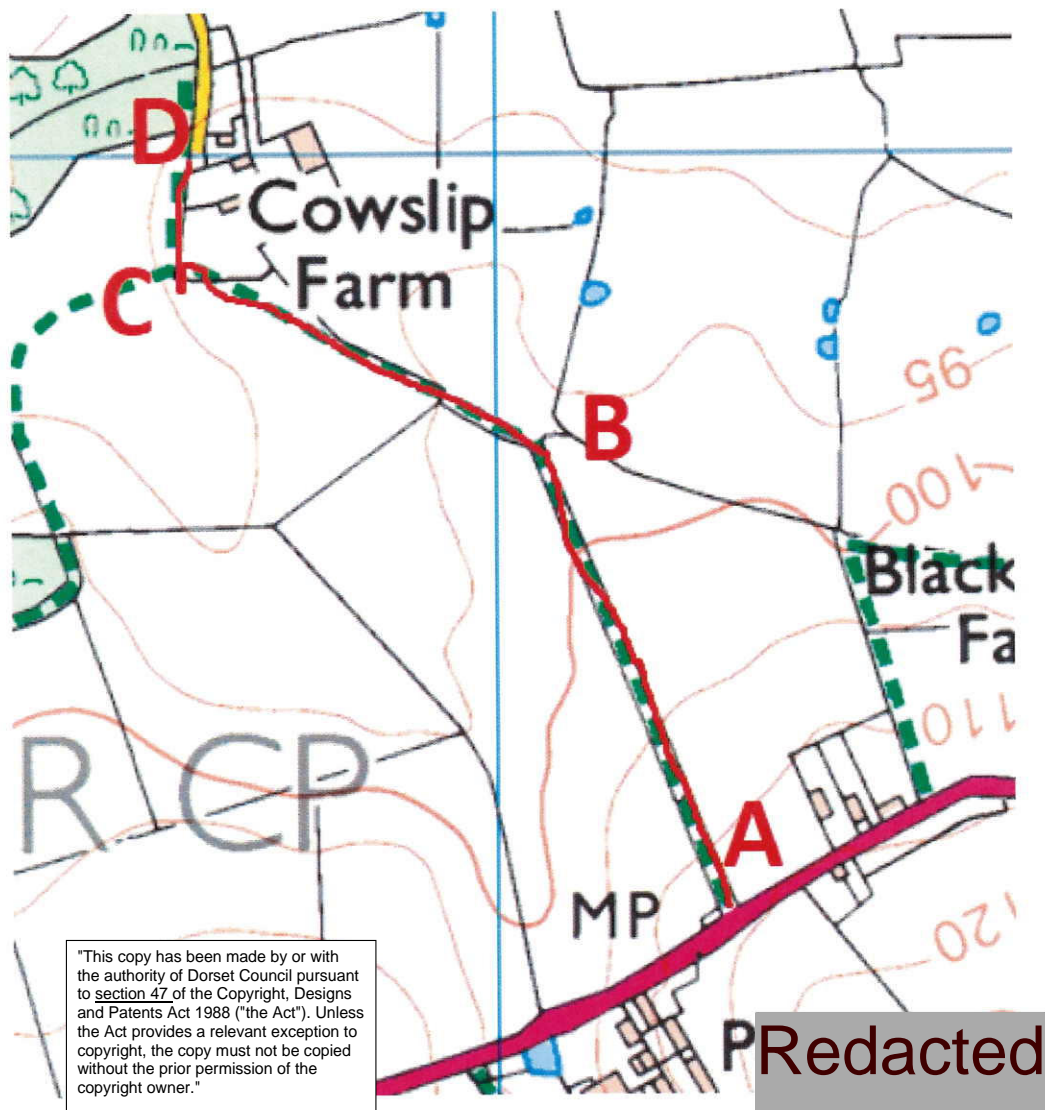 D
Cowslip
Farm
C
95
B
100
Black
Fa
110
R CP
A
MP
120
"This copy has been made by or with
the authority of Dorset Council pursuant
to section 47 of the Copyright, Designs
and Patents Act 1988 ("the Act"). Unless
the Act provides a relevant exception to
copyright, the copy must not be copied
without the prior permission of the
copyright owner."
P
Redacted